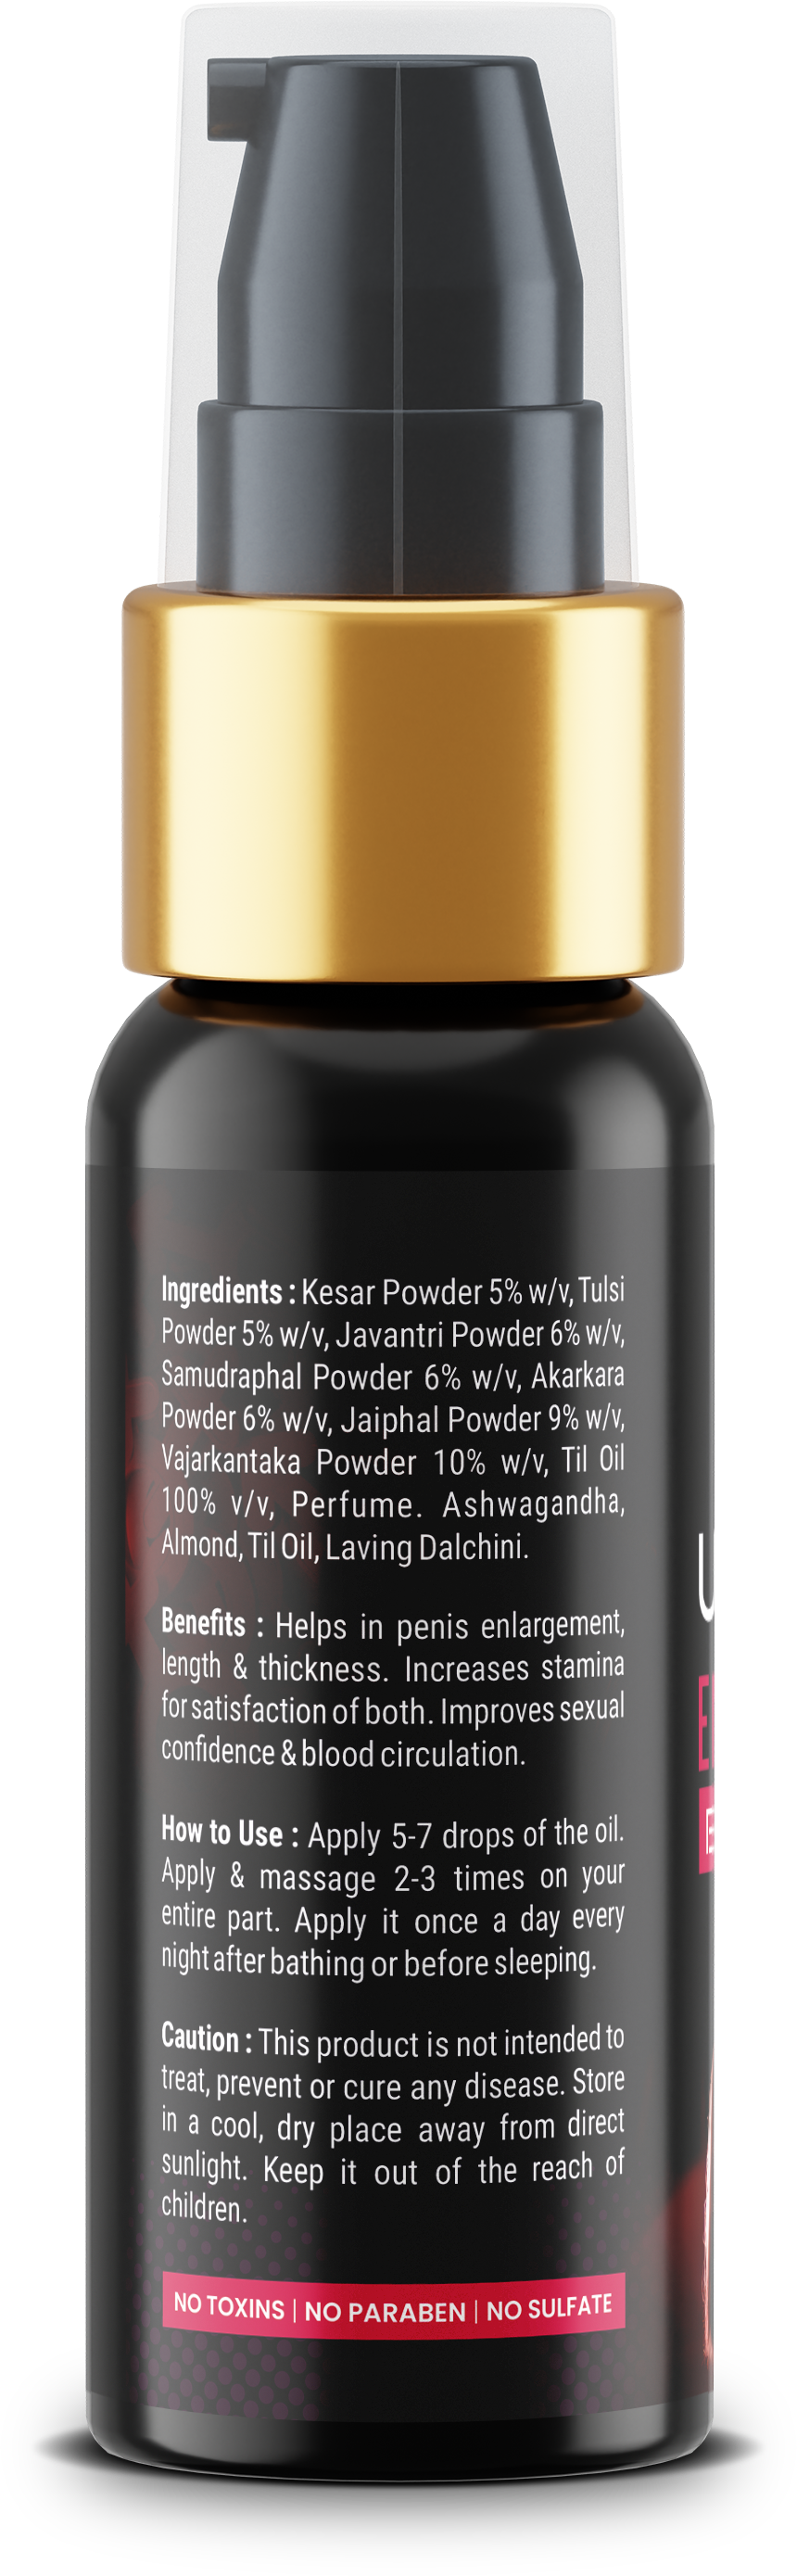 Ingredients : Kesar Powder 5% w/v, Tulsi
Powder 5% w/v, Javantri Powder 6% w/v,
Samudraphal Powder 6% w/v, Akarkara
Powder 6% w/v, Jaiphal Powder 9% w/v,
Vajarkantaka Powder 10% w/v, Til Oil
100% v/v, Perfume. Ashwagandha,
Almond, Til Oil, Laving Dalchini.
Benefits : Helps in penis enlargement,
length & thickness. Increases stamina
for satisfaction of both. Improves sexual
confidence & blood circulation.
How to Use : Apply 5-7 drops of the oil.
Apply & massage 2-3 times on your
entire part. Apply it once a day every
night after bathing or before sleeping.
Caution : This product is not intended to
treat, prevent or cure any disease. Store
in a cool, dry place away from direct
sunlight. Keep it out of the reach of
children.
NO TOXINS | NO PARABEN | NO SULFATE